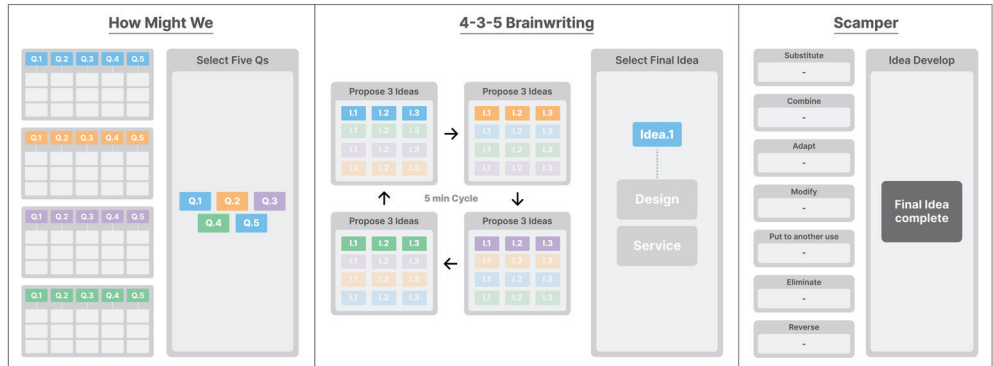 How Might We
Q.1 Q.2 Q.3 Q.4 Q.5
Q.1 Q.2 Q.3 Q.4 Q.5
Q.1 Q.2 Q.3 Q.4 Q.5
Q.1 Q.2 Q.3 Q.4 Q.5
Select Five Qs
Q.1 Q.2 Q.3
Q.4 Q.5
4-3-5 Brainwriting
Propose 3 Ideas
I.1 I.2 I.3
I.1 I.2 I.3
I.1 I.2 I.3
I.1 I.2 I.3
→
Propose 3 Ideas
I.1 I.2 I.3
I.1 I.2 I.3
I.1 I.2 I.3
I.1 I.2 I.3
↑ 5 min Cycle ↓
Propose 3 Ideas
I.1 I.2 I.3
I.1 I.2 I.3
I.1 I.2 I.3
I.1 I.2 I.3
←
Propose 3 Ideas
I.1 I.2 I.3
I.1 I.2 I.3
I.1 I.2 I.3
I.1 I.2 I.3
Select Final Idea
Idea.1
Design
Service
Scamper
Substitute
-
Combine
-
Adapt
-
Modify
-
Put to another use
-
Eliminate
-
Reverse
-
Idea Develop
Final Idea
complete